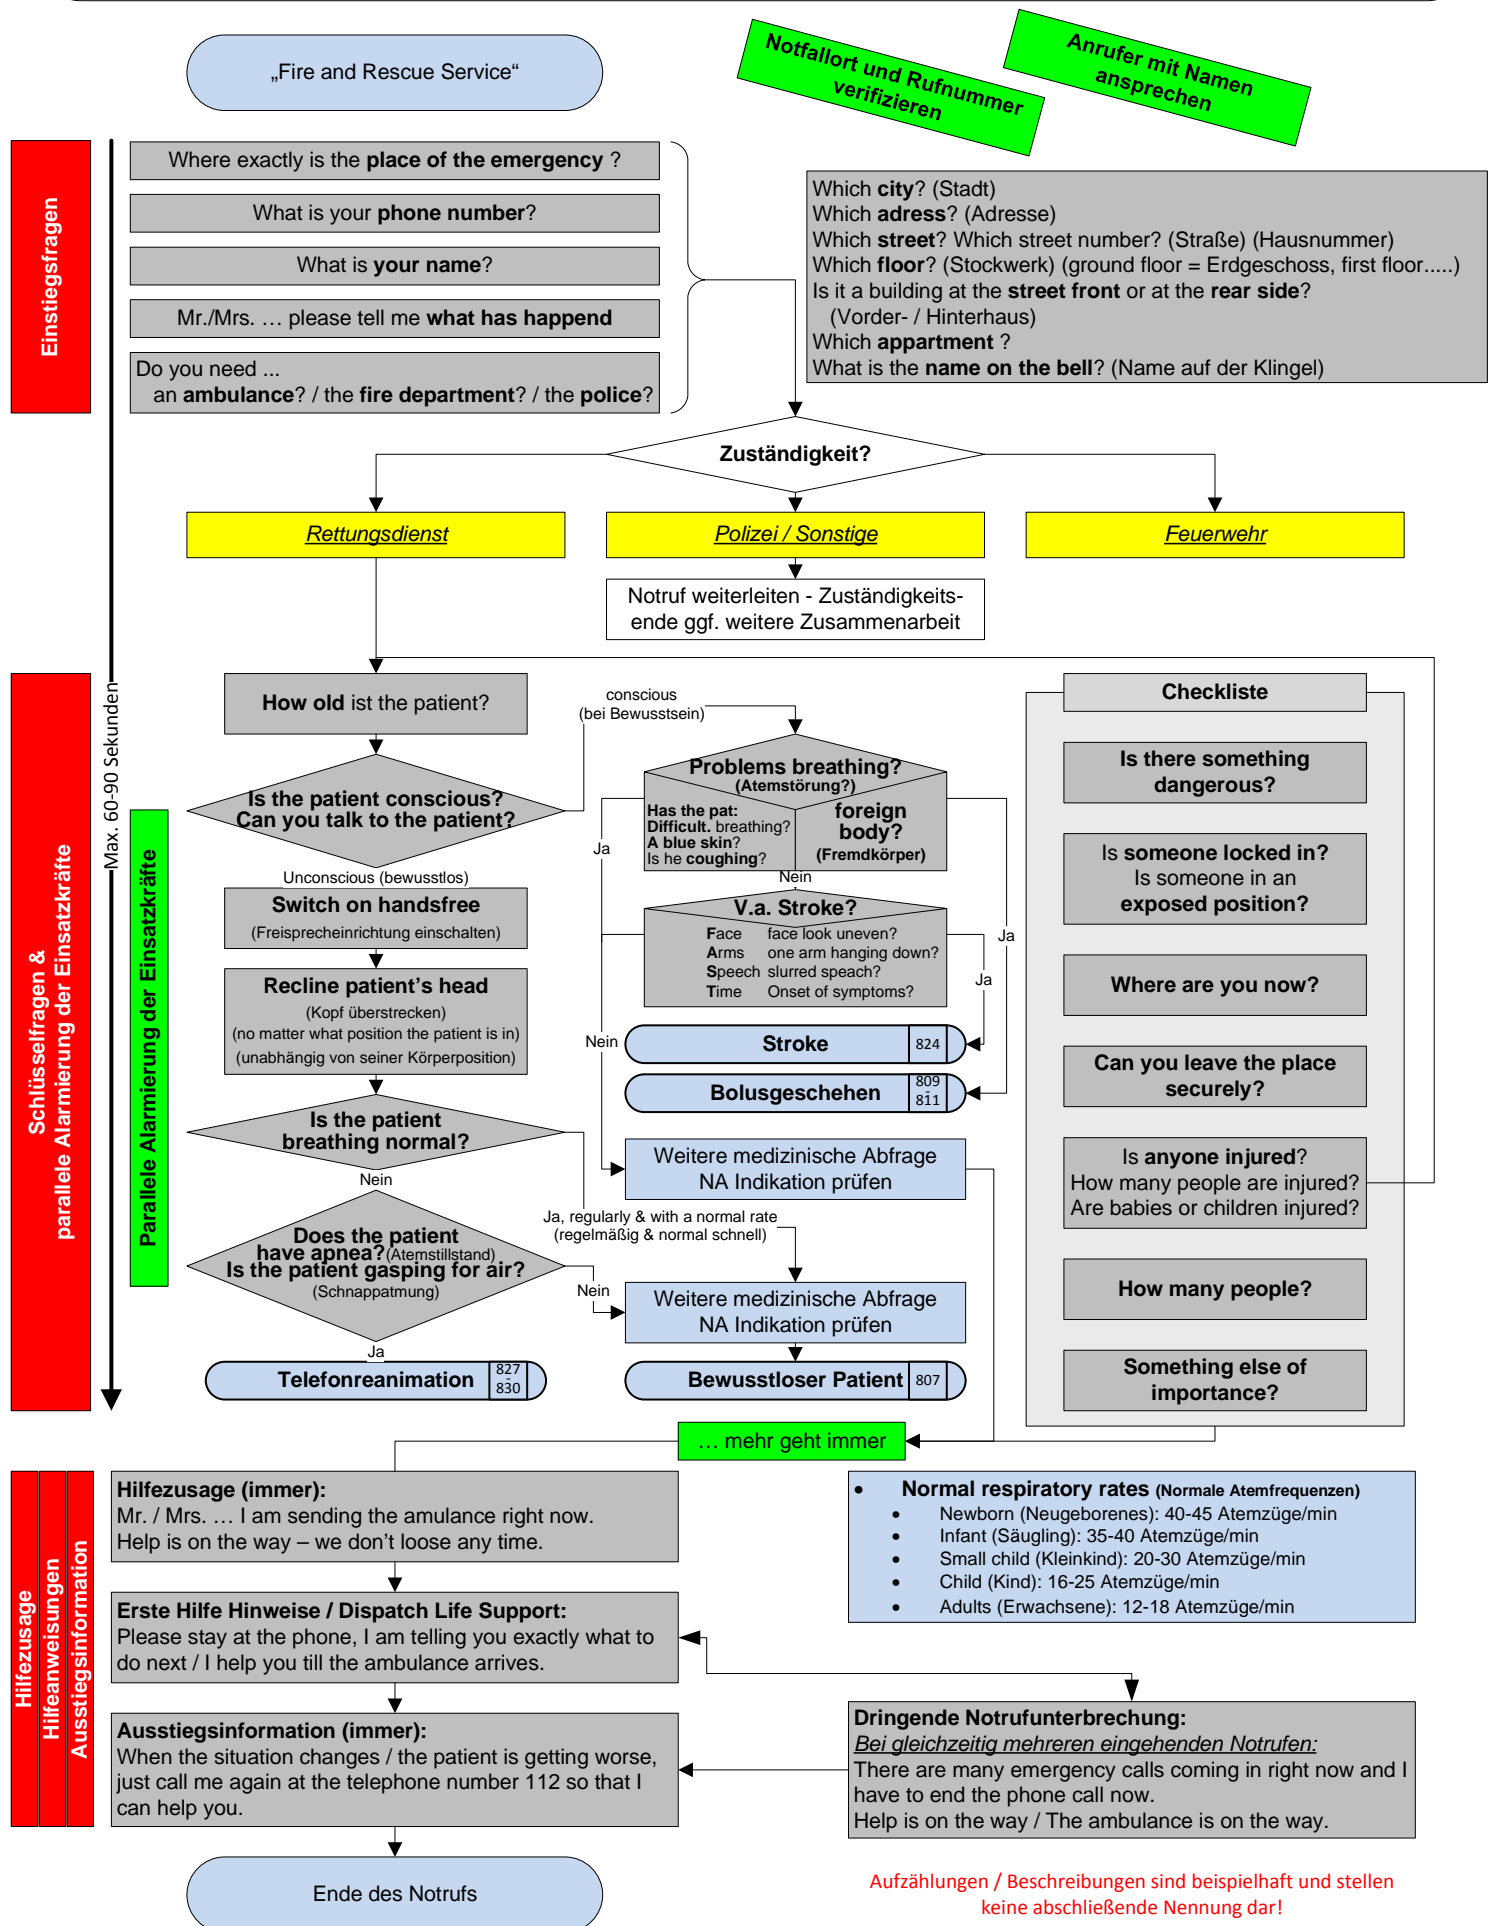 „Fire and Rescue Service“
Notfallort und Rufnummer
verifizieren
Anrufer mit Namen
ansprechen
Einstiegsfragen
Where exactly is the place of the emergency ?
What is your phone number?
What is your name?
Mr./Mrs. … please tell me what has happend
Do you need ...
an ambulance? / the fire department? / the police?
Which city? (Stadt)
Which adress? (Adresse)
Which street? Which street number? (Straße) (Hausnummer)
Which floor? (Stockwerk) (ground floor = Erdgeschoss, first floor.....)
Is it a building at the street front or at the rear side?
(Vorder- / Hinterhaus)
Which appartment ?
What is the name on the bell? (Name auf der Klingel)
Zuständigkeit?
Rettungsdienst
Polizei / Sonstige
Feuerwehr
Notruf weiterleiten - Zuständigkeits-
ende ggf. weitere Zusammenarbeit
Max. 60-90 Sekunden
Schlüsselfragen &
parallele Alarmierung der Einsatzkräfte
Parallele Alarmierung der Einsatzkräfte
How old ist the patient?
Is the patient conscious?
Can you talk to the patient?
conscious
(bei Bewusstsein)
Unconscious (bewusstlos)
Switch on handsfree
(Freisprecheinrichtung einschalten)
Recline patient’s head
(Kopf überstrecken)
(no matter what position the patient is in)
(unabhängig von seiner Körperposition)
Is the patient
breathing normal?
Nein
Does the patient
have apnea?(Atemstillstand)
Is the patient gasping for air?
(Schnappatmung)
Ja
Telefonreanimation
827
-
830
Problems breathing?
(Atemstörung?)
Has the pat:
Difficult. breathing?
A blue skin?
Is he coughing?
foreign
body?
(Fremdkörper)
Ja
Nein
V.a. Stroke?
Face face look uneven?
Arms one arm hanging down?
Speech slurred speach?
Time Onset of symptoms?
Ja
Ja
Nein
Stroke 824
Bolusgeschehen
809
-
811
Weitere medizinische Abfrage
NA Indikation prüfen
Ja, regularly & with a normal rate
(regelmäßig & normal schnell)
Nein
Weitere medizinische Abfrage
NA Indikation prüfen
Bewusstloser Patient 807
Checkliste
Is there something
dangerous?
Is someone locked in?
Is someone in an
exposed position?
Where are you now?
Can you leave the place
securely?
Is anyone injured?
How many people are injured?
Are babies or children injured?
How many people?
Something else of
importance?
… mehr geht immer
Hilfezusage
Hilfeanweisungen
Ausstiegsinformation
Hilfezusage (immer):
Mr. / Mrs. … I am sending the amulance right now.
Help is on the way – we don’t loose any time.
Erste Hilfe Hinweise / Dispatch Life Support:
Please stay at the phone, I am telling you exactly what to
do next / I help you till the ambulance arrives.
Ausstiegsinformation (immer):
When the situation changes / the patient is getting worse,
just call me again at the telephone number 112 so that I
can help you.
Ende des Notrufs
• Normal respiratory rates (Normale Atemfrequenzen)
• Newborn (Neugeborenes): 40-45 Atemzüge/min
• Infant (Säugling): 35-40 Atemzüge/min
• Small child (Kleinkind): 20-30 Atemzüge/min
• Child (Kind): 16-25 Atemzüge/min
• Adults (Erwachsene): 12-18 Atemzüge/min
Dringende Notrufunterbrechung:
Bei gleichzeitig mehreren eingehenden Notrufen:
There are many emergency calls coming in right now and I
have to end the phone call now.
Help is on the way / The ambulance is on the way.
Aufzählungen / Beschreibungen sind beispielhaft und stellen
keine abschließende Nennung dar!